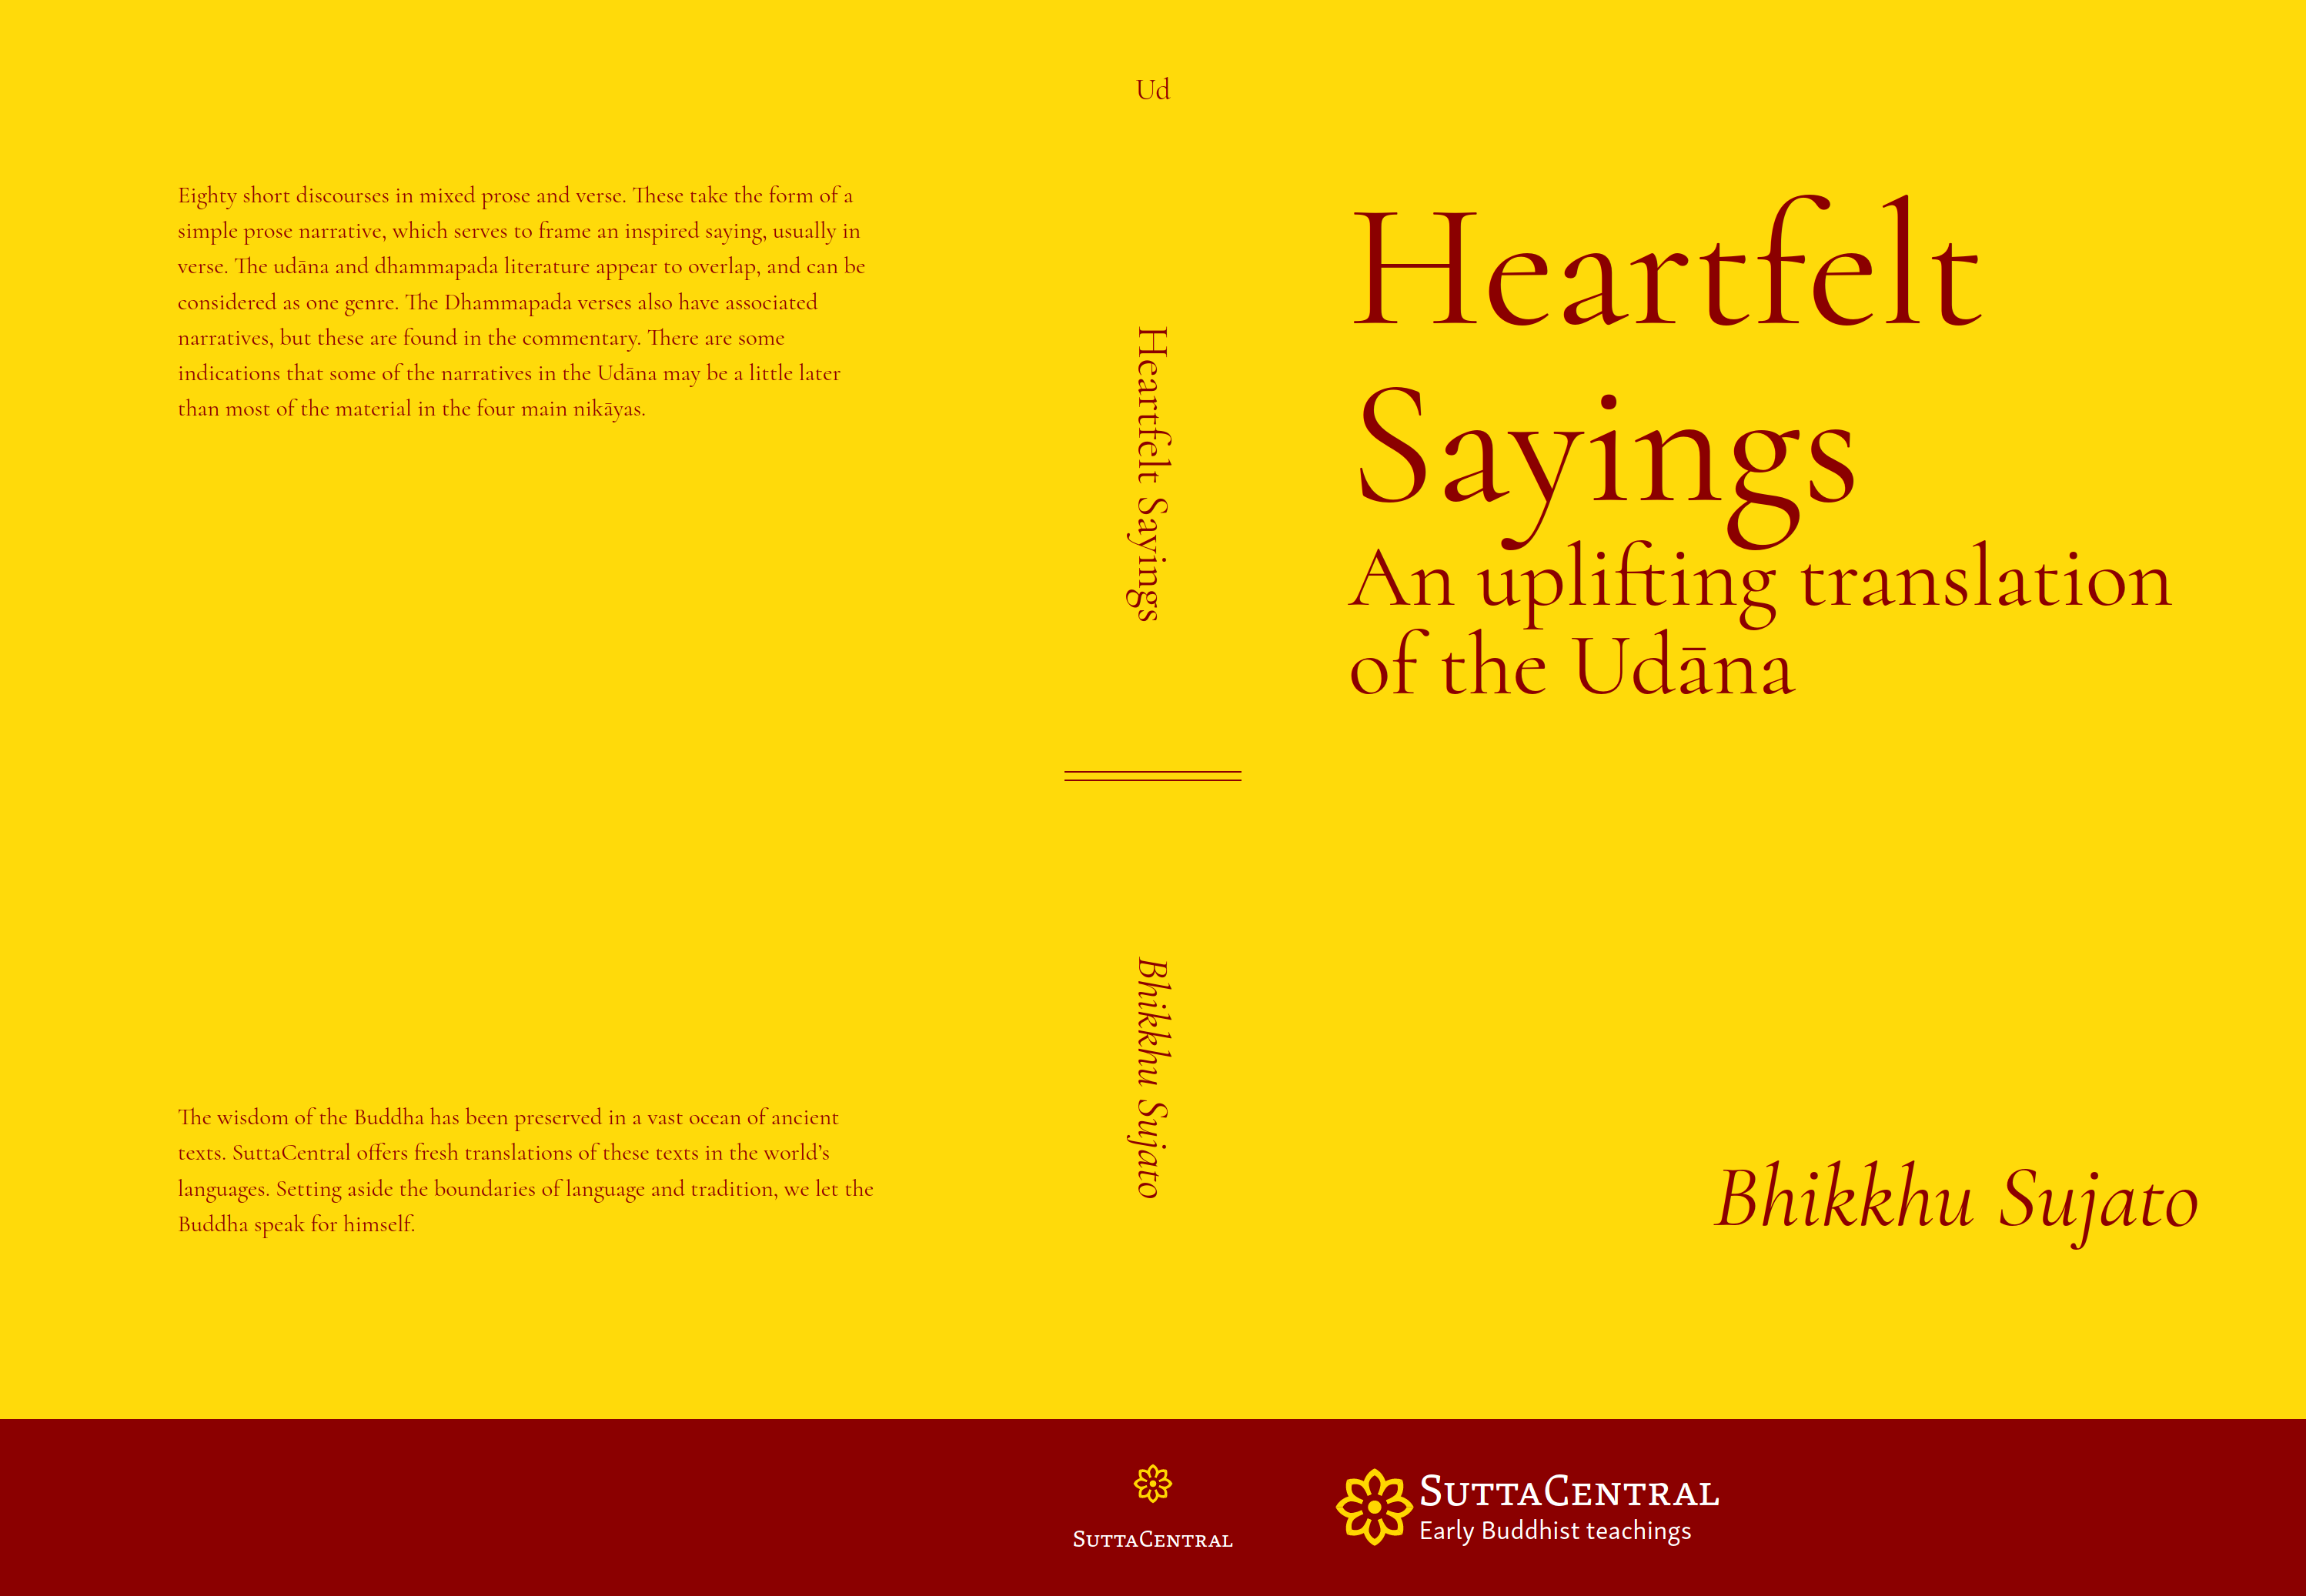 Eighty short discourses in mixed prose and verse. These take the form of a
simple prose narrative, which serves to frame an inspired saying, usually in
verse. The udāna and dhammapada literature appear to overlap, and can be
considered as one genre. The Dhammapada verses also have associated
narratives, but these are found in the commentary. There are some
indications that some of the narratives in the Udāna may be a little later
than most of the material in the four main nikāyas.
The wisdom of the Buddha has been preserved in a vast ocean of ancient
texts. SuttaCentral offers fresh translations of these texts in the world’s
languages. Setting aside the boundaries of language and tradition, we let the
Buddha speak for himself.
Ud
Heartfelt Sayings
Bhikkhu Sujato
SuttaCentral
Heartfelt
Sayings
An uplifting translation
of the Udāna
Bhikkhu Sujato
SuttaCentral
Early Buddhist teachings